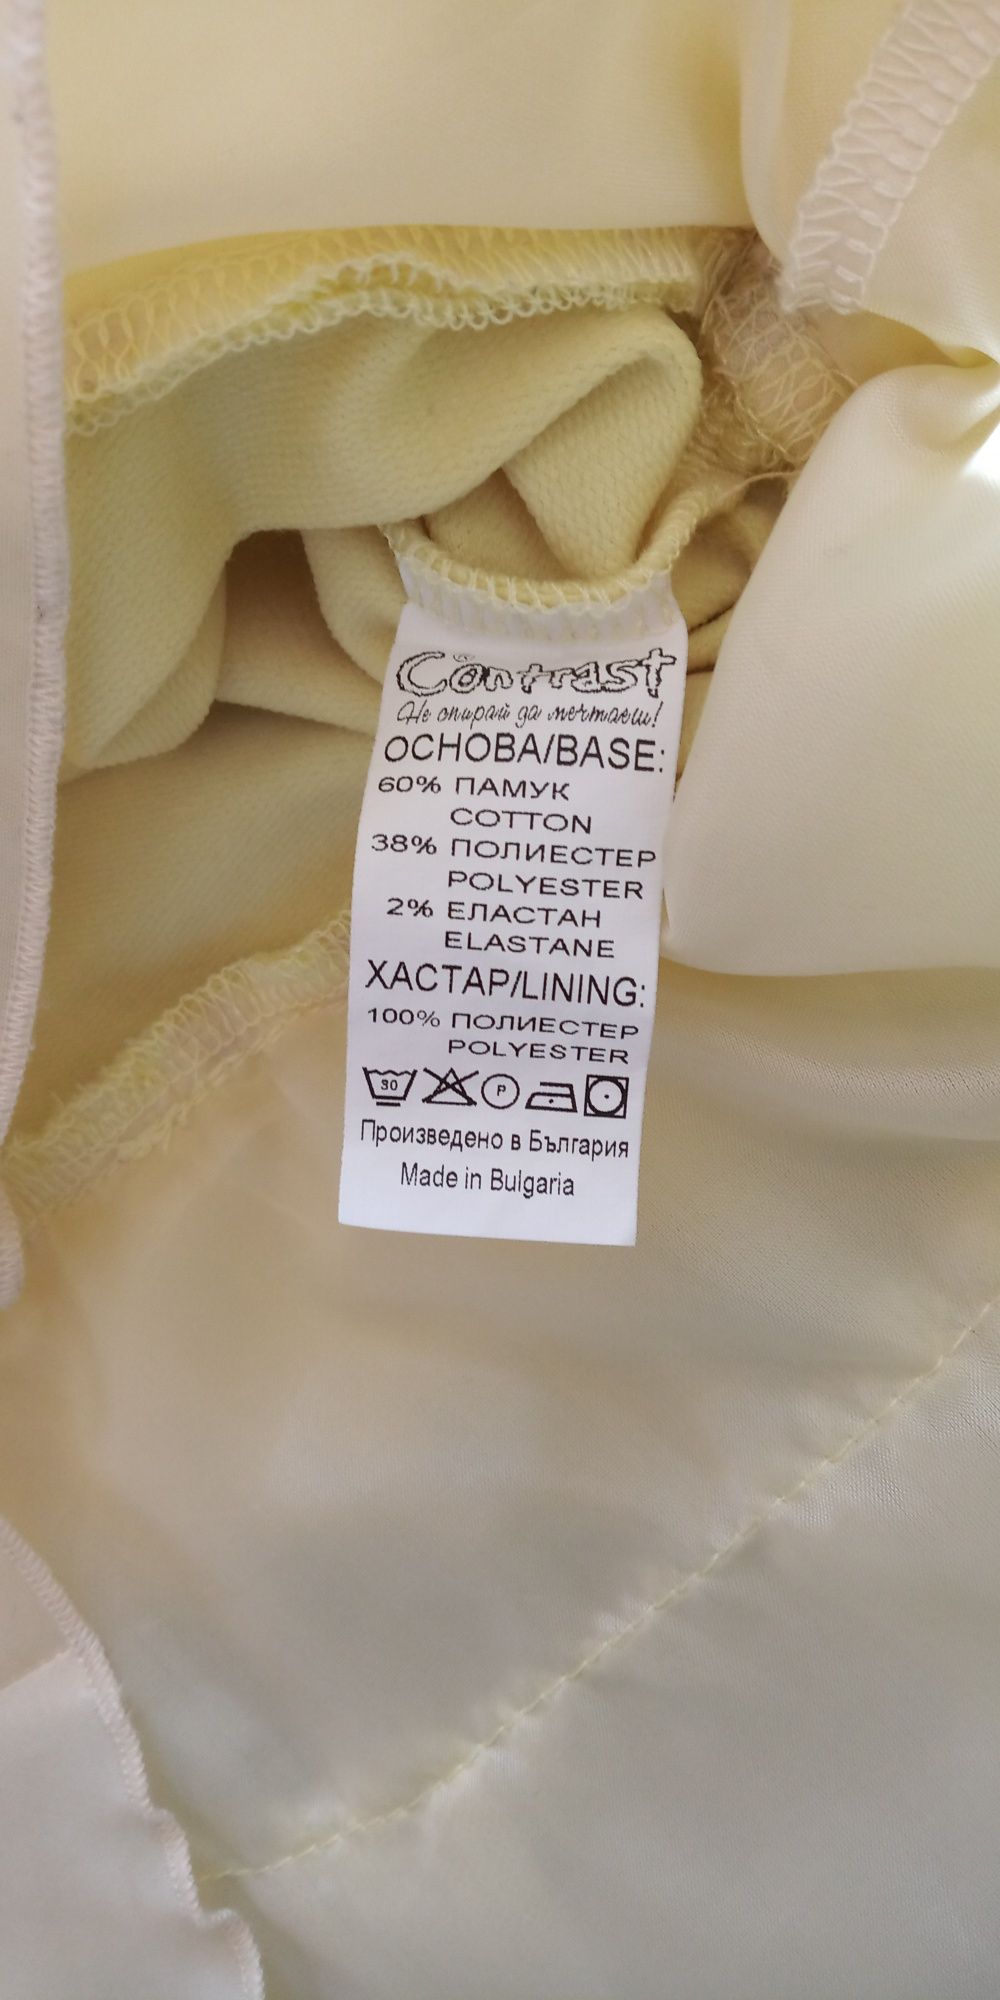 Contrast
Не спирай да мечтаеш!
ОСНОВА/BASE:
60% ПАМУК
COTTON
38% ПОЛИЕСТЕР
POLYESTER
2% ЕЛАСТАН
ELASTANE
ХАСТАР/LINING:
100% ПОЛИЕСТЕР
POLYESTER
30 P
Произведено в България
Made in Bulgaria